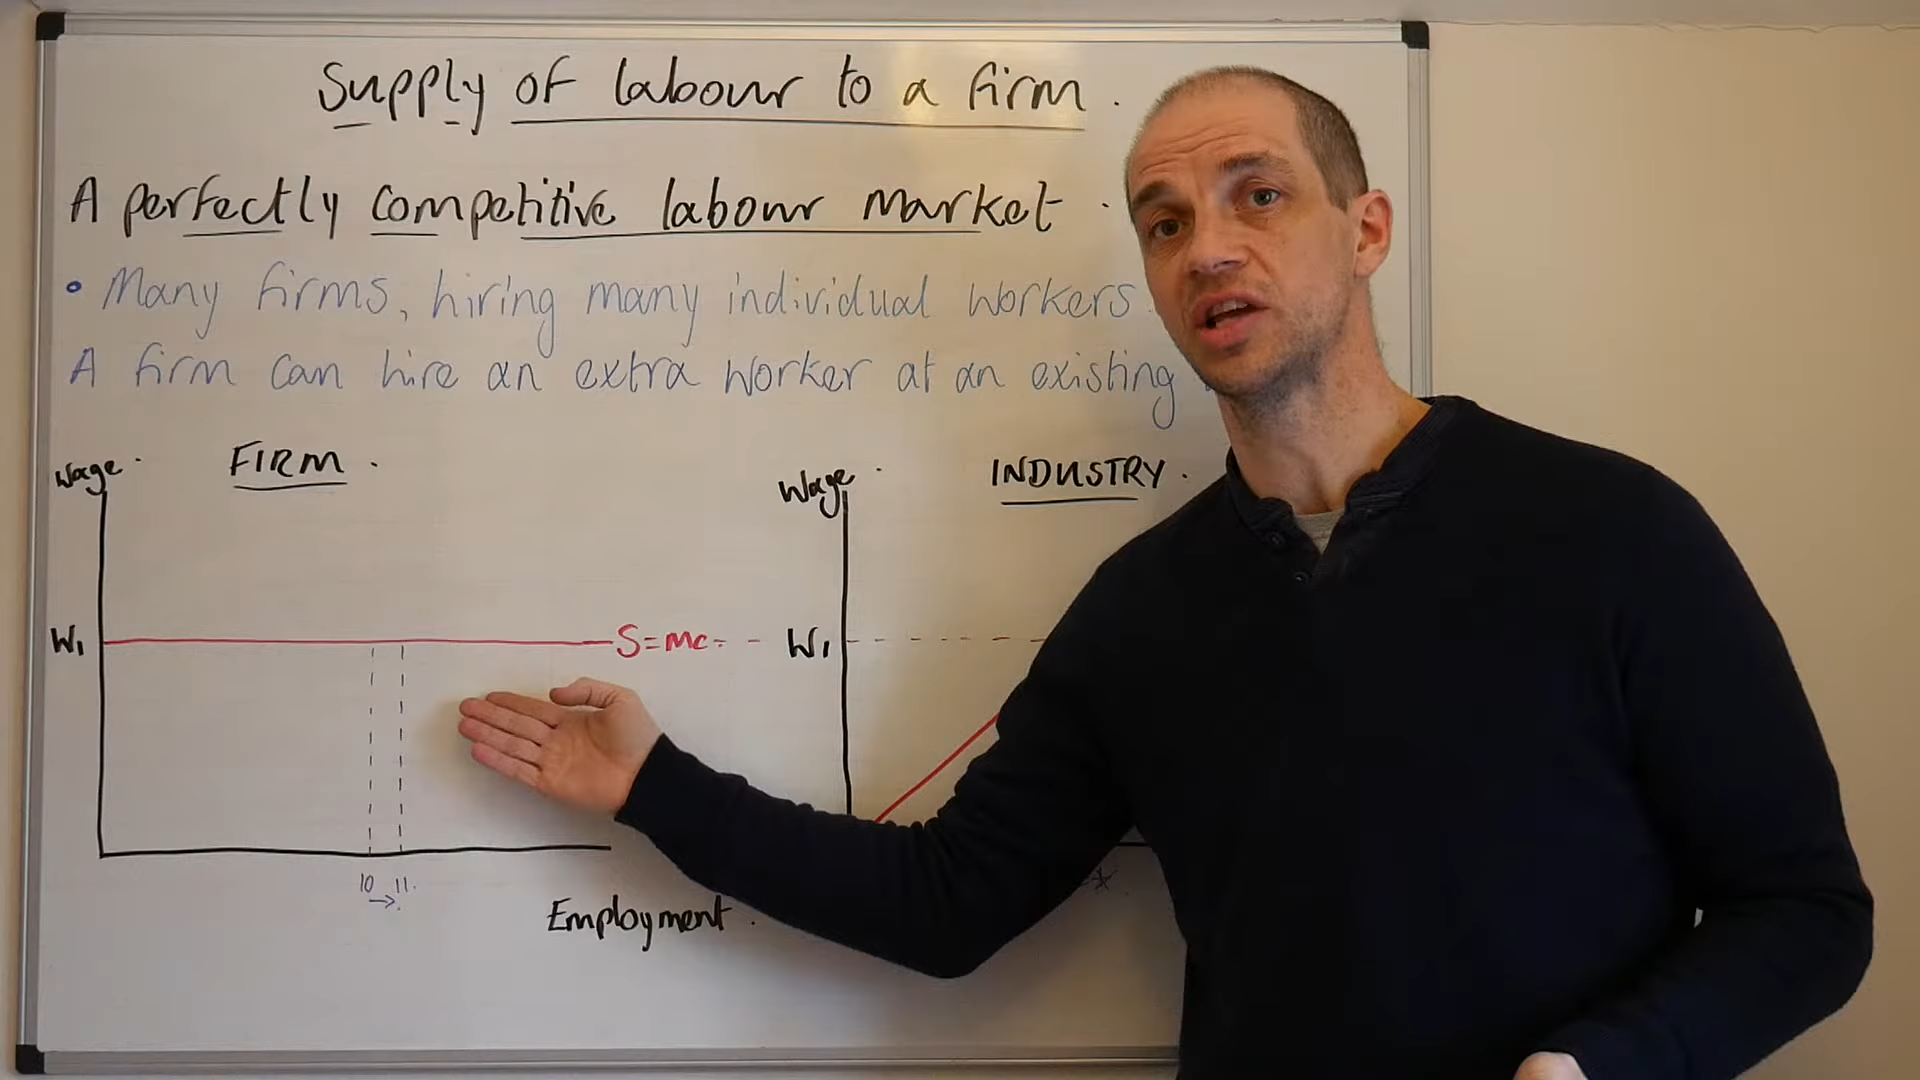 Supply of labour to a firm.
A perfectly competitive labour market.
• Many firms, hiring many individual workers.
A firm can hire an extra worker at an existing
Wage.
FIRM.
Wage.
INDUSTRY.
W1
S=MC
W1
10 → 11.
Employment.